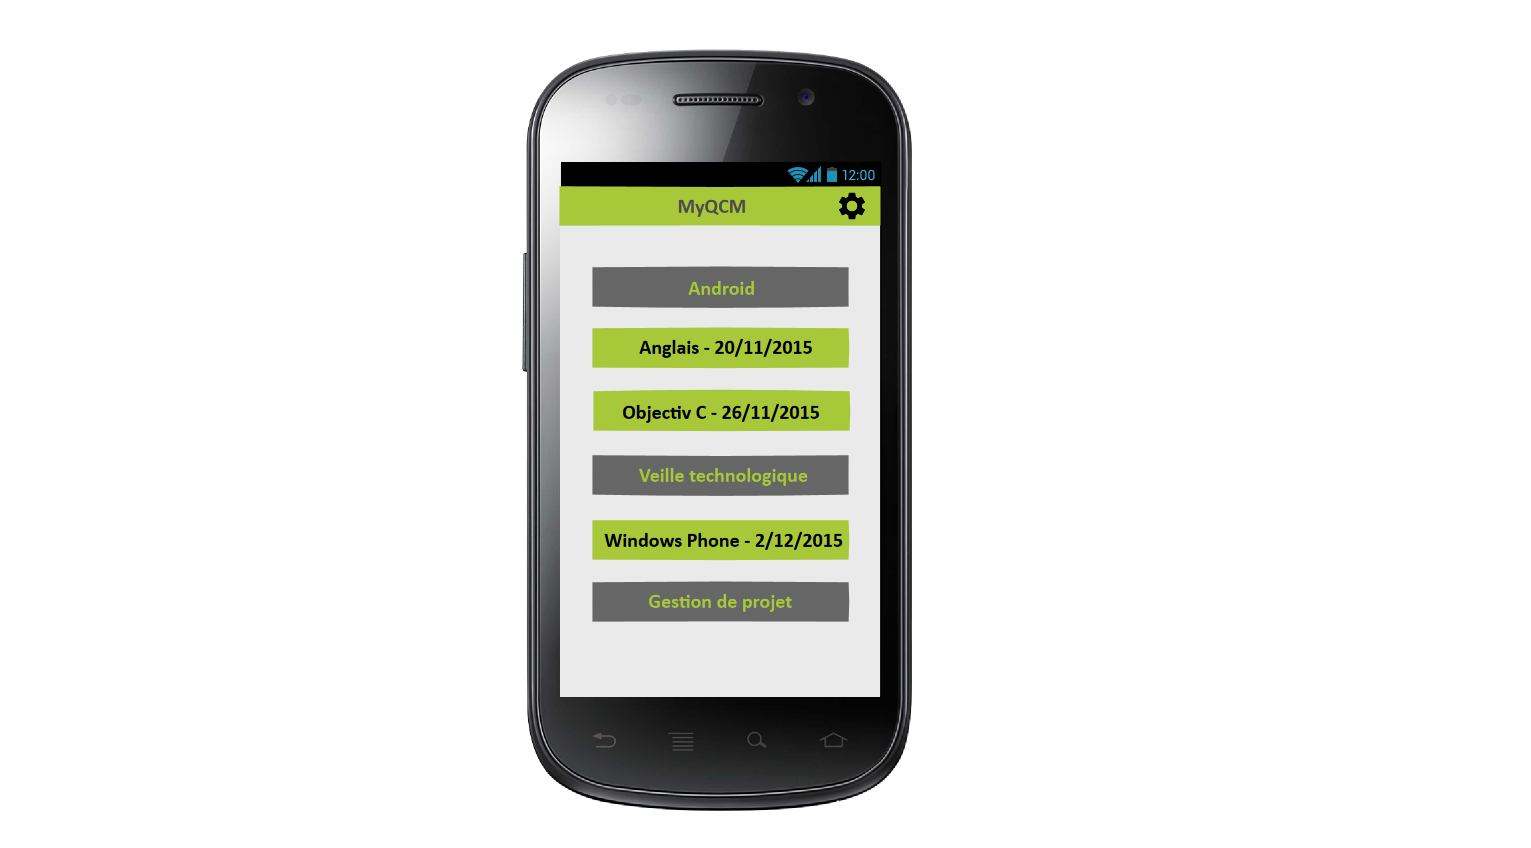 12:00
MyQCM
Android
Anglais - 20/11/2015
Objectiv C - 26/11/2015
Veille technologique
Windows Phone - 2/12/2015
Gestion de projet